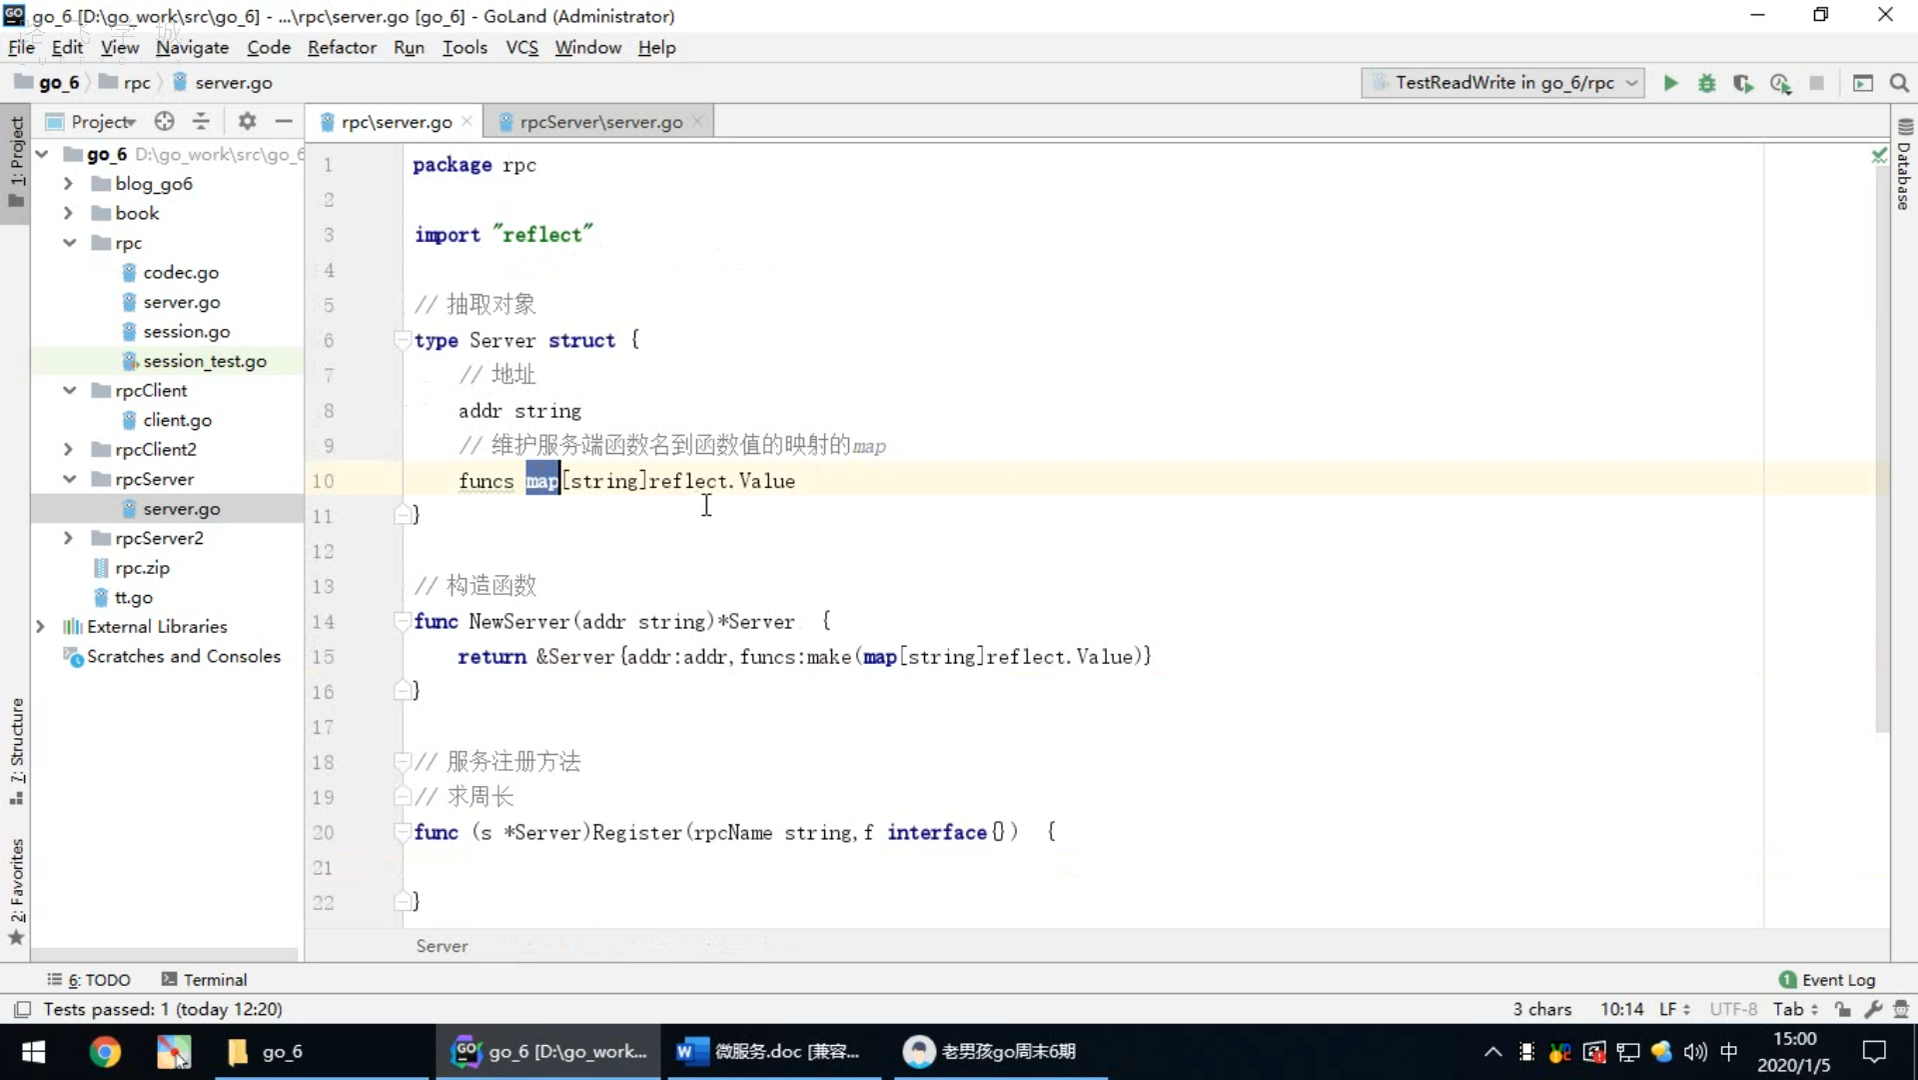 go_6 [D:\go_work\src\go_6] - ...\rpc\server.go [go_6] - GoLand (Administrator)
File Edit View Navigate Code Refactor Run Tools VCS Window Help
go_6 rpc server.go
TestReadWrite in go_6/rpc
1: Project
Project
rpc\server.go
rpcServer\server.go
Database
go_6 D:\go_work\src\go_6
blog_go6
book
rpc
codec.go
server.go
session.go
session_test.go
rpcClient
client.go
rpcClient2
rpcServer
server.go
rpcServer2
rpc.zip
tt.go
External Libraries
Scratches and Consoles
7: Structure
2: Favorites
1 package rpc
2
3 import "reflect"
4
5 // 抽取对象
6 type Server struct {
7 // 地址
8 addr string
9 // 维护服务端函数名到函数值的映射的map
10 funcs map[string]reflect.Value
11 }
12
13 // 构造函数
14 func NewServer(addr string)*Server {
15 return &Server{addr:addr,funcs:make(map[string]reflect.Value)}
16 }
17
18 // 服务注册方法
19 // 求周长
20 func (s *Server)Register(rpcName string,f interface{}) {
21
22 }
Server
6: TODO Terminal
1 Event Log
Tests passed: 1 (today 12:20)
3 chars 10:14 LF UTF-8 Tab
go_6
go_6 [D:\go_work...
微服务.doc [兼容...
老男孩go周末6期
中
15:00
2020/1/5